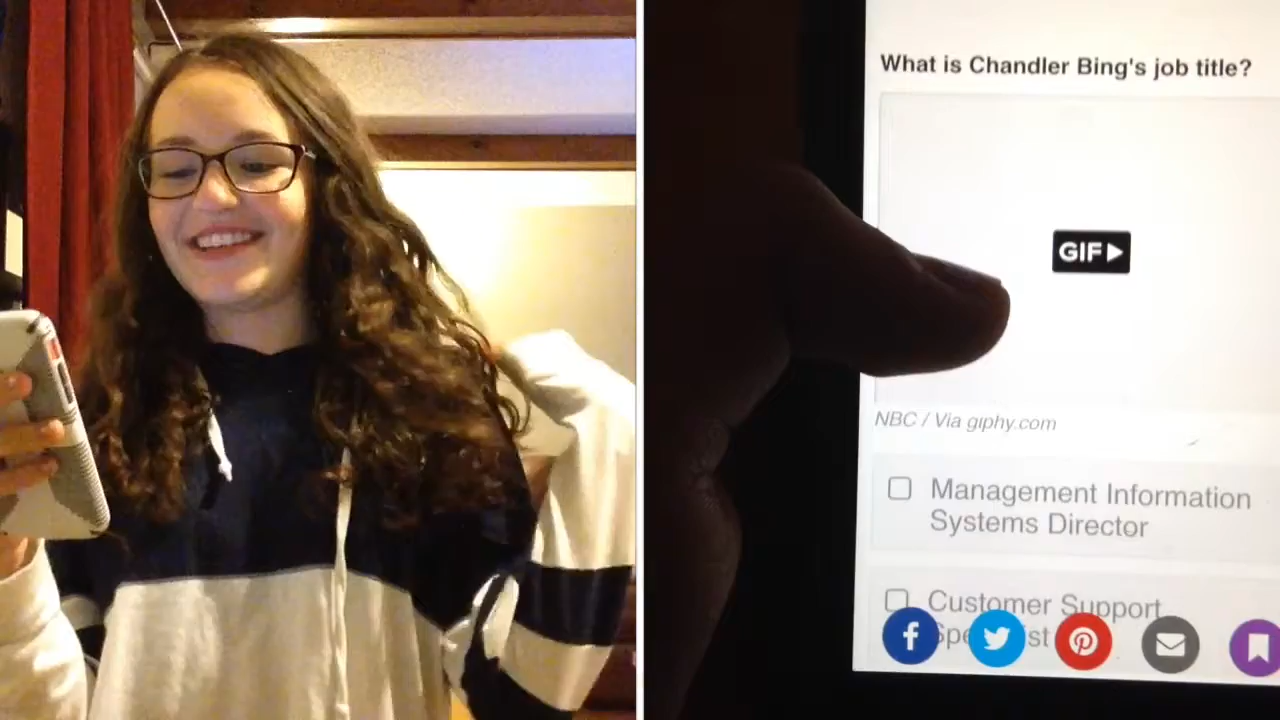 What is Chandler Bing's job title?
GIF
NBC / Via giphy.com
Management Information
Systems Director
Customer Support